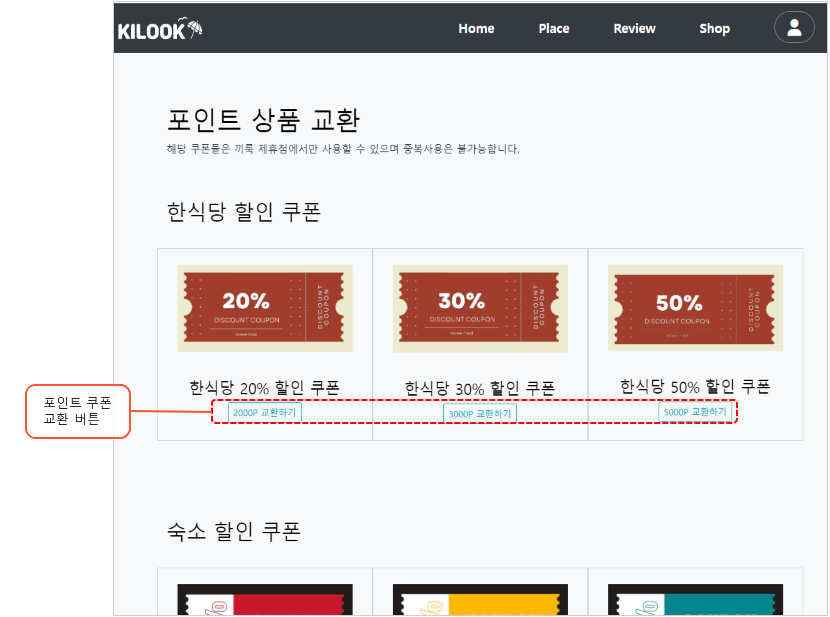 KILOOK
Home Place Review Shop
포인트 상품 교환
해당 쿠폰들은 끼룩 제휴점에서만 사용할 수 있으며 중복사용은 불가능합니다.
한식당 할인 쿠폰
20%
DISCOUNT COUPON
DISCOUNT COUPON
Korean Food
30%
DISCOUNT COUPON
DISCOUNT COUPON
Korean Food
50%
DISCOUNT COUPON
DISCOUNT COUPON
Korean Food
한식당 20% 할인 쿠폰
한식당 30% 할인 쿠폰
한식당 50% 할인 쿠폰
포인트 쿠폰
교환 버튼
2000P 교환하기
3000P 교환하기
5000P 교환하기
숙소 할인 쿠폰